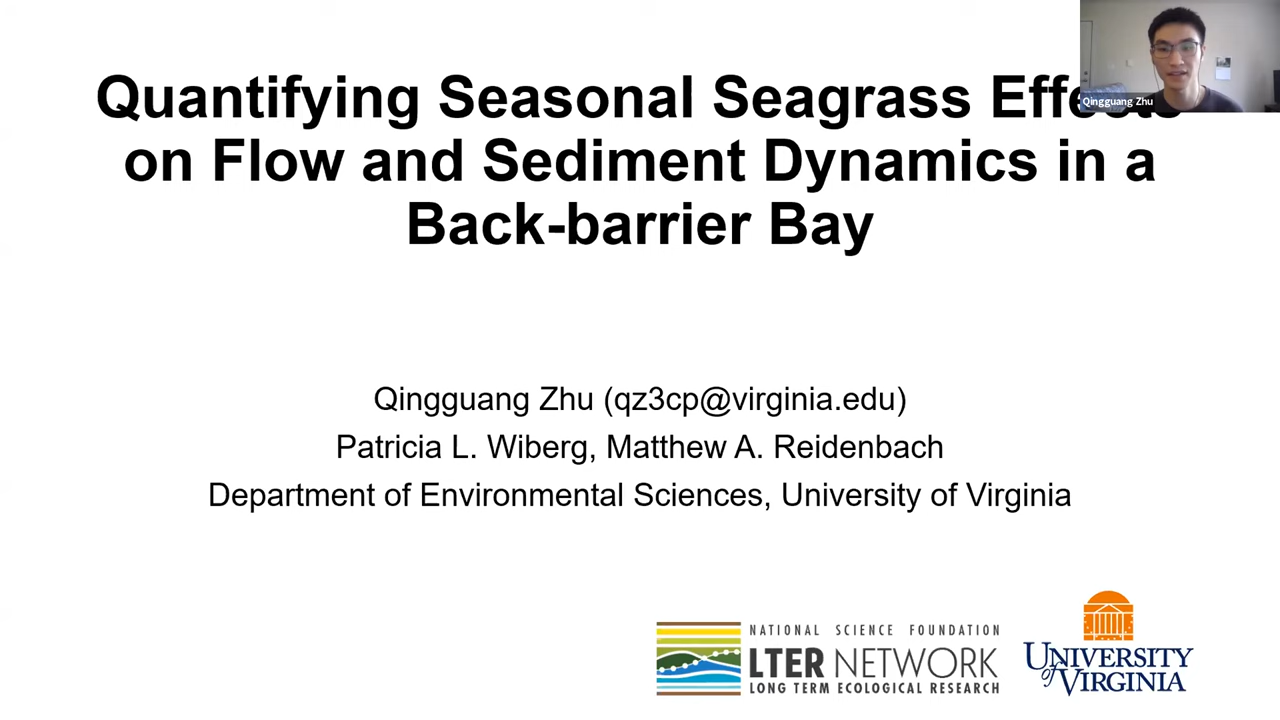 Quantifying Seasonal Seagrass
on Flow and Sediment Dynamics in a
Back-barrier Bay
Qingguang Zhu
Qingguang Zhu (qz3cp@virginia.edu)
Patricia L. Wiberg, Matthew A. Reidenbach
Department of Environmental Sciences, University of Virginia
NATIONAL SCIENCE FOUNDATION
LTER NETWORK
LONG TERM ECOLOGICAL RESEARCH
UNIVERSITY
of VIRGINIA